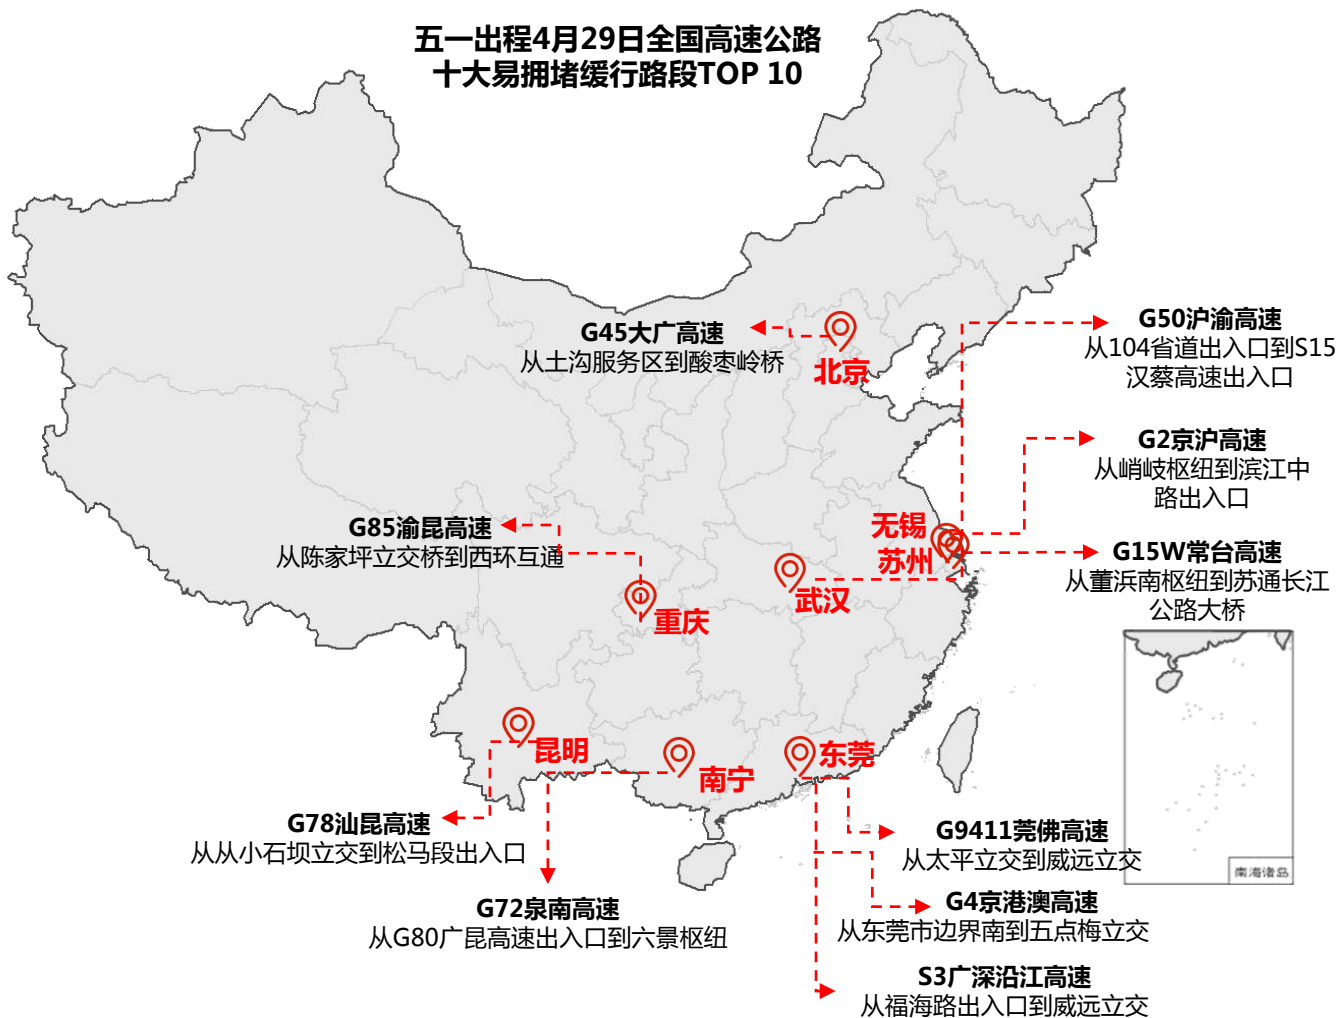 五一出程4月29日全国高速公路
十大易拥堵缓行路段TOP 10
G45大广高速
从土沟服务区到酸枣岭桥
北京
G50沪渝高速
从104省道出入口到S15
汉蔡高速出入口
G2京沪高速
从峭岐枢纽到滨江中
路出入口
无锡
苏州
G15W常台高速
从董浜南枢纽到苏通长江
公路大桥
G85渝昆高速
从陈家坪立交桥到西环互通
武汉
重庆
昆明
南宁
东莞
G78汕昆高速
从从小石坝立交到松马段出入口
G9411莞佛高速
从太平立交到威远立交
南海诸岛
G72泉南高速
从G80广昆高速出入口到六景枢纽
G4京港澳高速
从东莞市边界南到五点梅立交
S3广深沿江高速
从福海路出入口到威远立交